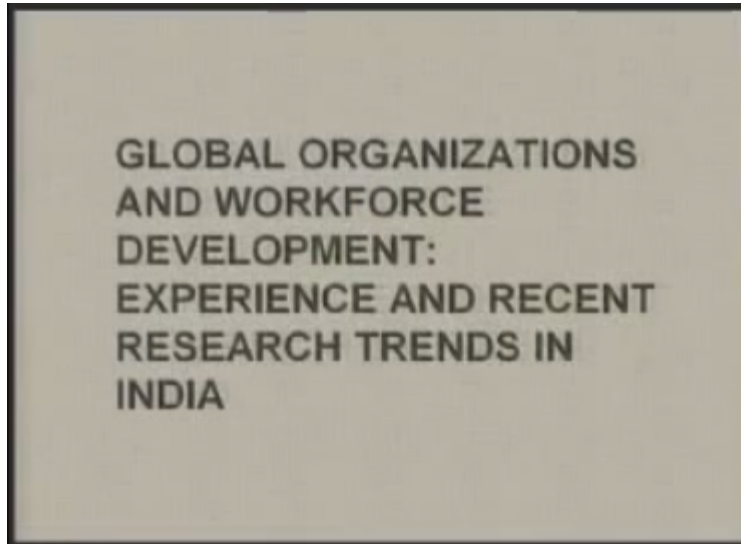 GLOBAL ORGANIZATIONS
AND WORKFORCE
DEVELOPMENT:
EXPERIENCE AND RECENT
RESEARCH TRENDS IN
INDIA